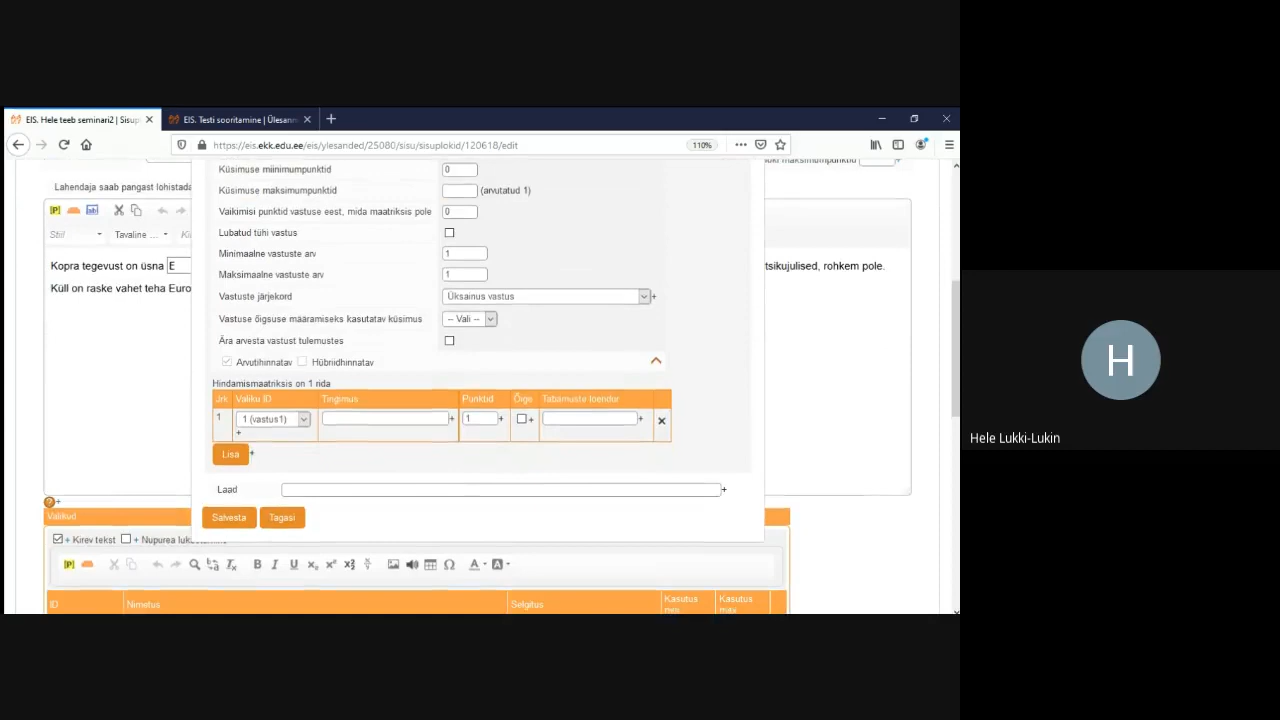 EIS. Hele teeb seminari2 | Sisup
EIS. Testi sooritamine | Ülesann
https://eis.ekk.edu.ee/eis/ylesanded/25080/sisu/sisuplokid/120618/edit
110%
Küsimuse miinimumpunktid 0
maksimumpunktid
Lahendaja saab pangast lohistada
Küsimuse maksimumpunktid (arvutatud 1)
Vaikimisi punktid vastuse eest, mida maatriksis pole 0
Stiil Tavaline ...
Lubatud tühi vastus
Minimaalne vastuste arv 1
Kopra tegevust on üsna E
tsikujulised, rohkem pole.
Maksimaalne vastuste arv 1
Küll on raske vahet teha Euro
Vastuste järjekord Üksainus vastus +
Vastuse õigsuse määramiseks kasutatav küsimus -- Vali --
Ära arvesta vastust tulemustes
Arvutihinnatav Hübriidhinnatav
Hindamismaatriksis on 1 rida
Jrk Valiku ID Tingimus Punktid Õige Tabamuste loendur
1 1 (vastus1) + + 1 + + +
Lisa +
Laad +
Salvesta Tagasi
Valikud
+ Kirev tekst + Nupurea
ID Nimetus Selgitus Kasutus min Kasutus max
H
Hele Lukki-Lukin